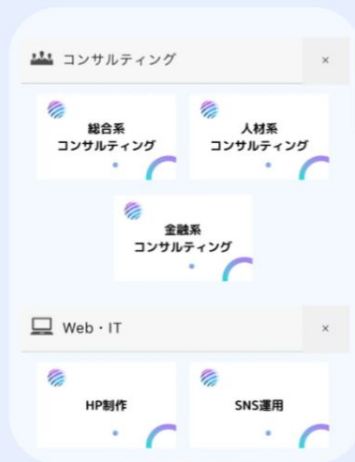 コンサルティング ×
総合系
コンサルティング
人材系
コンサルティング
金融系
コンサルティング
Web・IT ×
HP制作
SNS運用